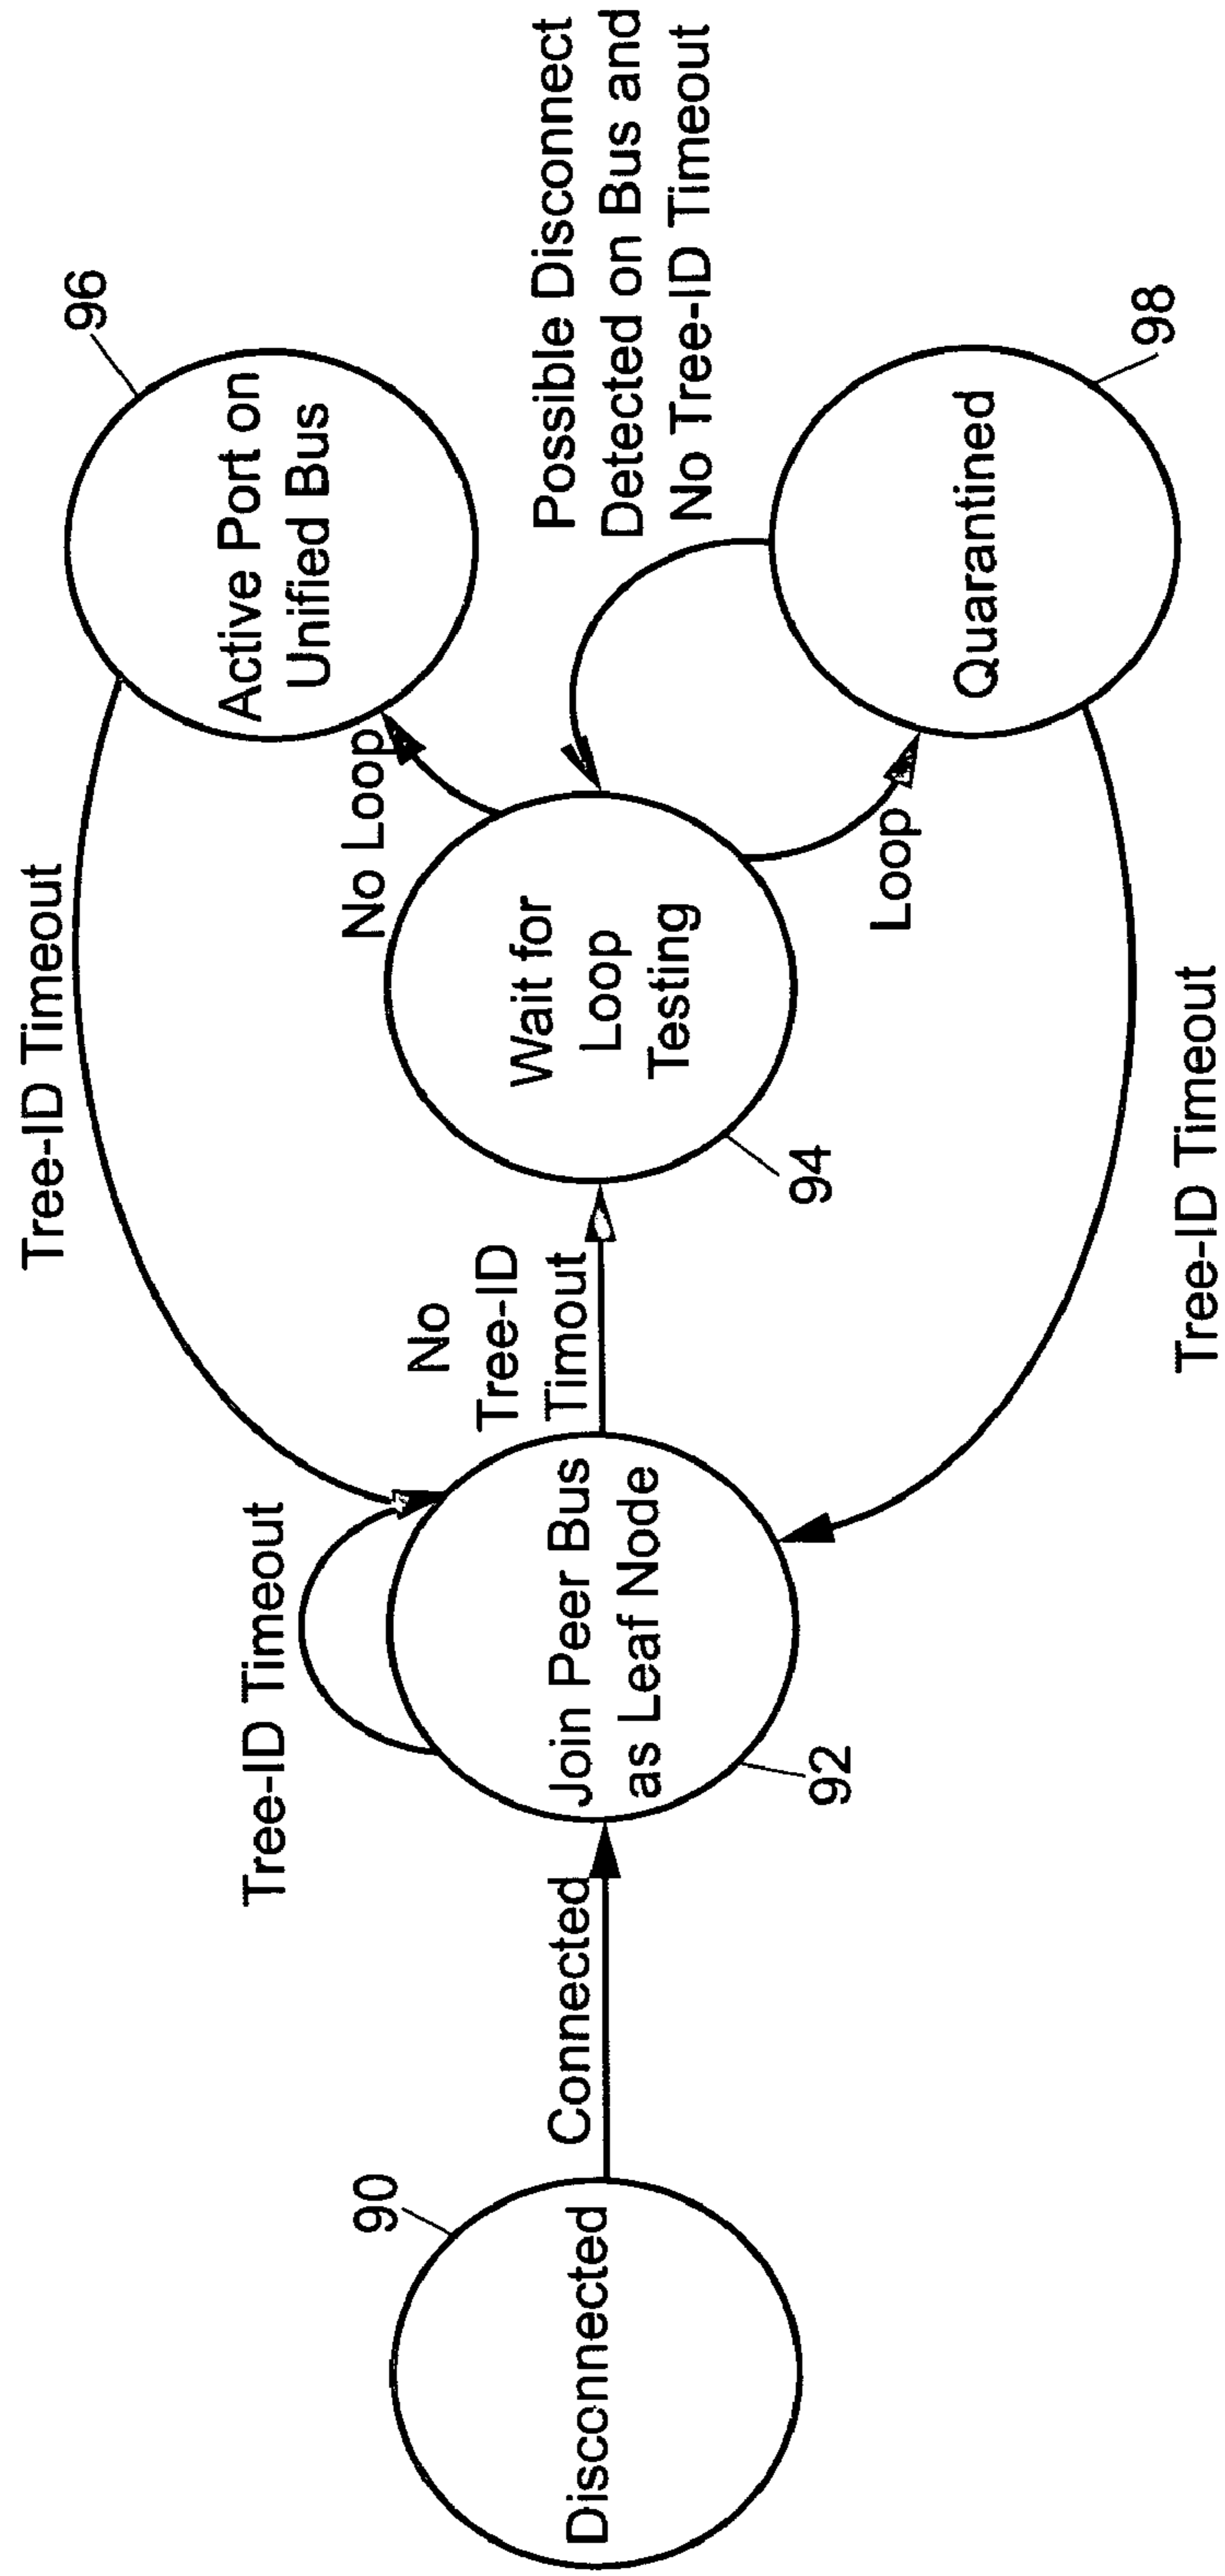 Disconnected
90
Connected
Tree-ID Timeout
Join Peer Bus
as Leaf Node
92
No
Tree-ID
Timout
Tree-ID Timeout
Wait for
Loop
Testing
94
No Loop
Loop
Active Port on
Unified Bus
96
Possible Disconnect
Detected on Bus and
No Tree-ID Timeout
Quarantined
98
Tree-ID Timeout